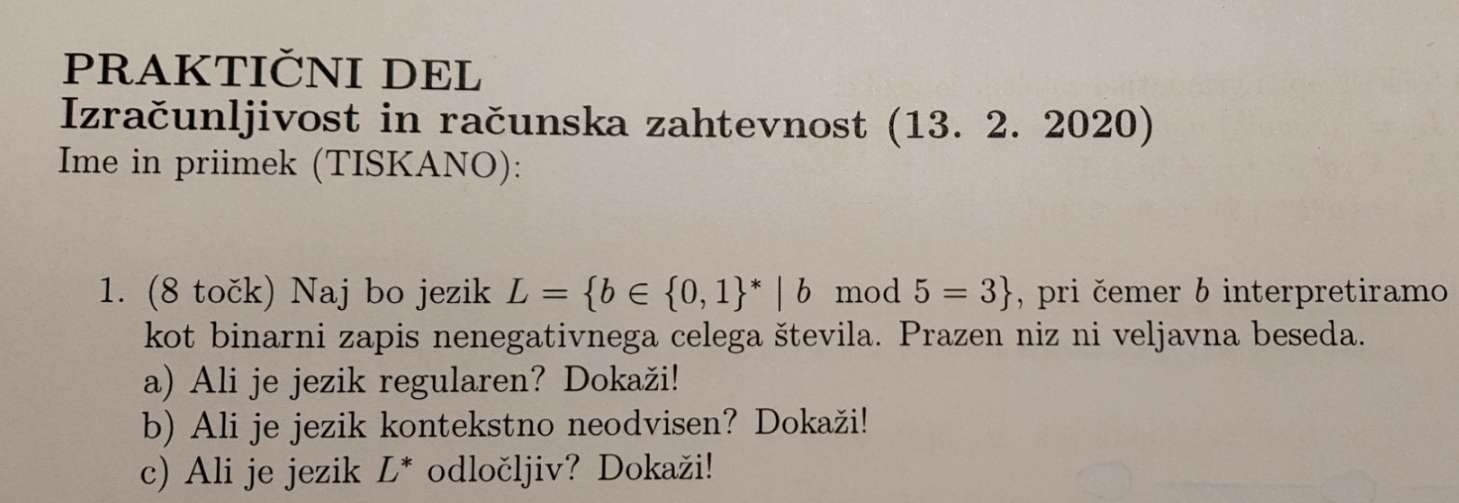 PRAKTIČNI DEL
Izračunljivost in računska zahtevnost (13. 2. 2020)
Ime in priimek (TISKANO):
1. (8 točk) Naj bo jezik L = {b ∈ {0, 1}* | b mod 5 = 3}, pri čemer b interpretiramo
kot binarni zapis nenegativnega celega števila. Prazen niz ni veljavna beseda.
a) Ali je jezik regularen? Dokaži!
b) Ali je jezik kontekstno neodvisen? Dokaži!
c) Ali je jezik L* odločljiv? Dokaži!